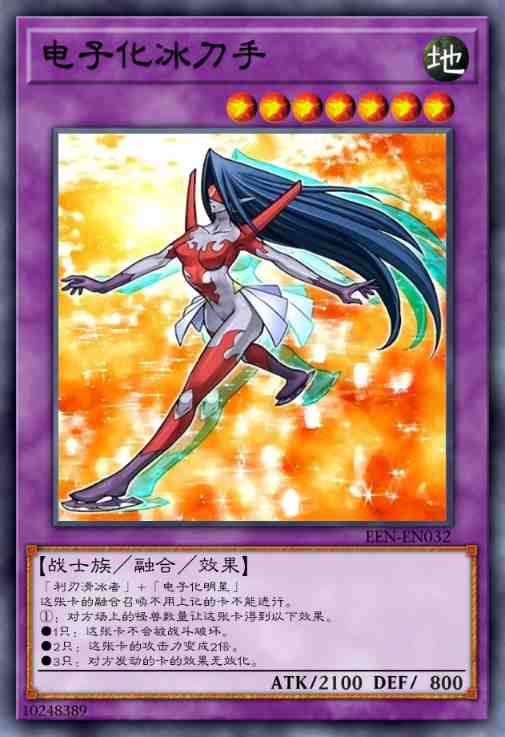 电子化冰刀手
地
EEN-EN032
【战士族／融合／效果】
「利刃滑冰者」+「电子化明星」
这张卡的融合召唤不用上记的卡不能进行。
①：对方场上的怪兽数量让这张卡得到以下效果。
●1只：这张卡不会被战斗破坏。
●2只：这张卡的攻击力变成2倍。
●3只：对方发动的卡的效果无效化。
ATK/2100 DEF/ 800
10248389